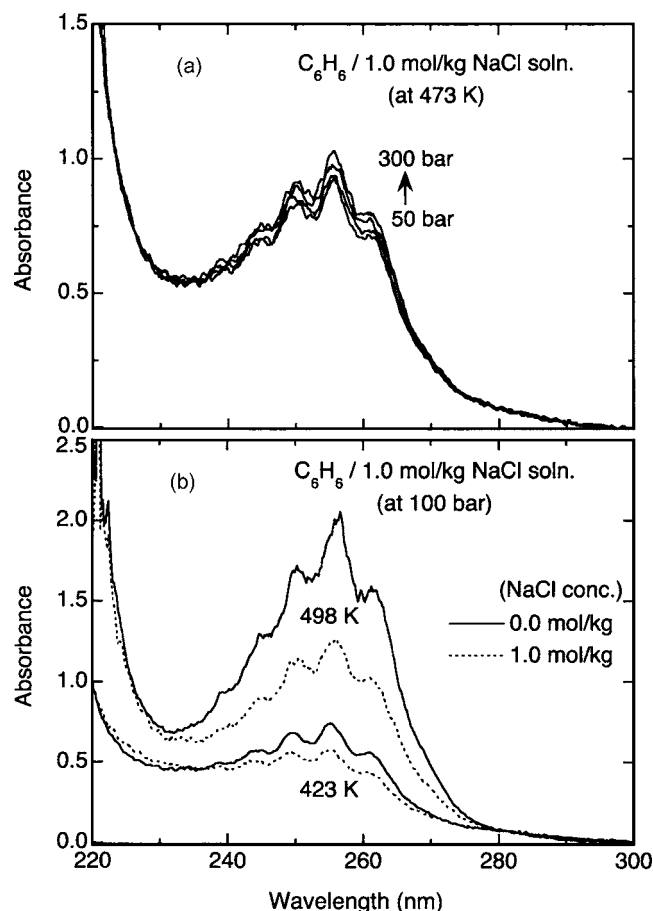 1.5
(a)
C₆H₆ / 1.0 mol/kg NaCl soln.
(at 473 K)
1.0
300 bar
50 bar
Absorbance
0.5
0.0
2.5
(b)
C₆H₆ / 1.0 mol/kg NaCl soln.
(at 100 bar)
2.0
(NaCl conc.)
498 K
0.0 mol/kg
1.5
1.0 mol/kg
Absorbance
1.0
0.5
423 K
0.0
220 240 260 280 300
Wavelength (nm)